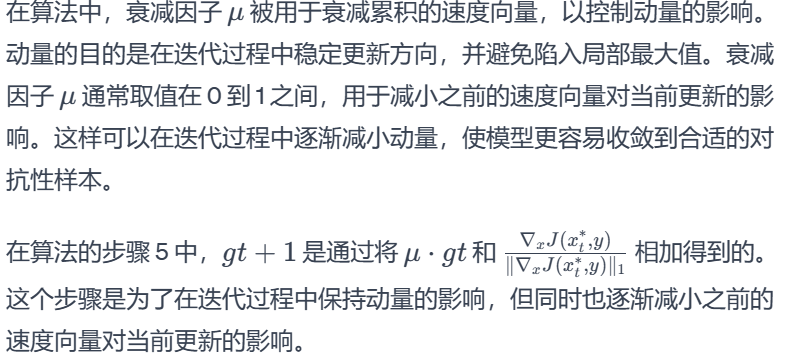 在算法中，衰减因子 μ 被用于衰减累积的速度向量，以控制动量的影响。
动量的目的是在迭代过程中稳定更新方向，并避免陷入局部最大值。衰减
因子 μ 通常取值在 0 到1之间，用于减小之前的速度向量对当前更新的影
响。这样可以在迭代过程中逐渐减小动量，使模型更容易收敛到合适的对
抗性样本。
在算法的步骤 5 中，gt + 1 是通过将 μ · gt 和 \frac{∇_x J(x_t^*,y)}{‖∇_x J(x_t^*,y)‖_1} 相加得到的。
这个步骤是为了在迭代过程中保持动量的影响，但同时也逐渐减小之前的
速度向量对当前更新的影响。